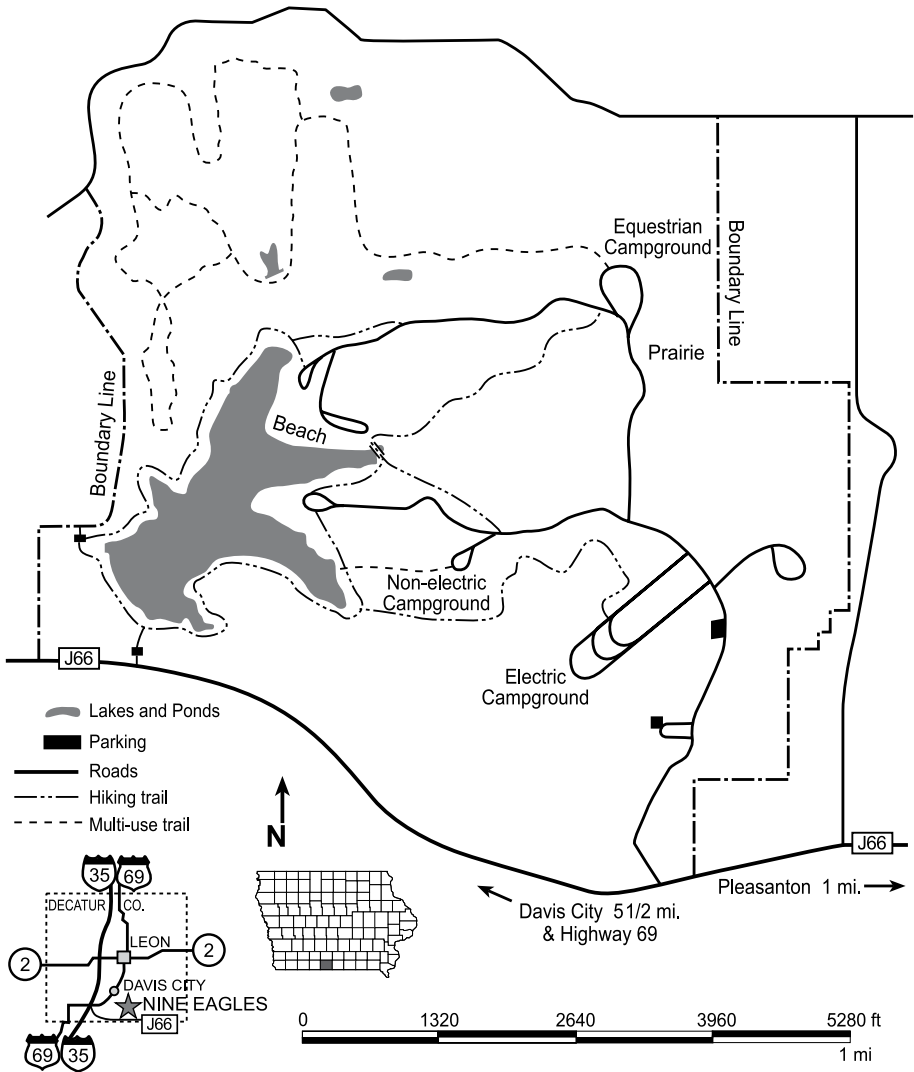 Equestrian
Campground
Boundary Line
Prairie
Boundary Line
Beach
Non-electric
Campground
Electric
Campground
J66
Lakes and Ponds
Parking
Roads
Hiking trail
Multi-use trail
N
J66
Pleasanton 1 mi.
Davis City 51/2 mi.
& Highway 69
35
69
DECATUR CO.
LEON
2
2
DAVIS CITY
NINE EAGLES
J66
69
35
0 1320 2640 3960 5280 ft
1 mi